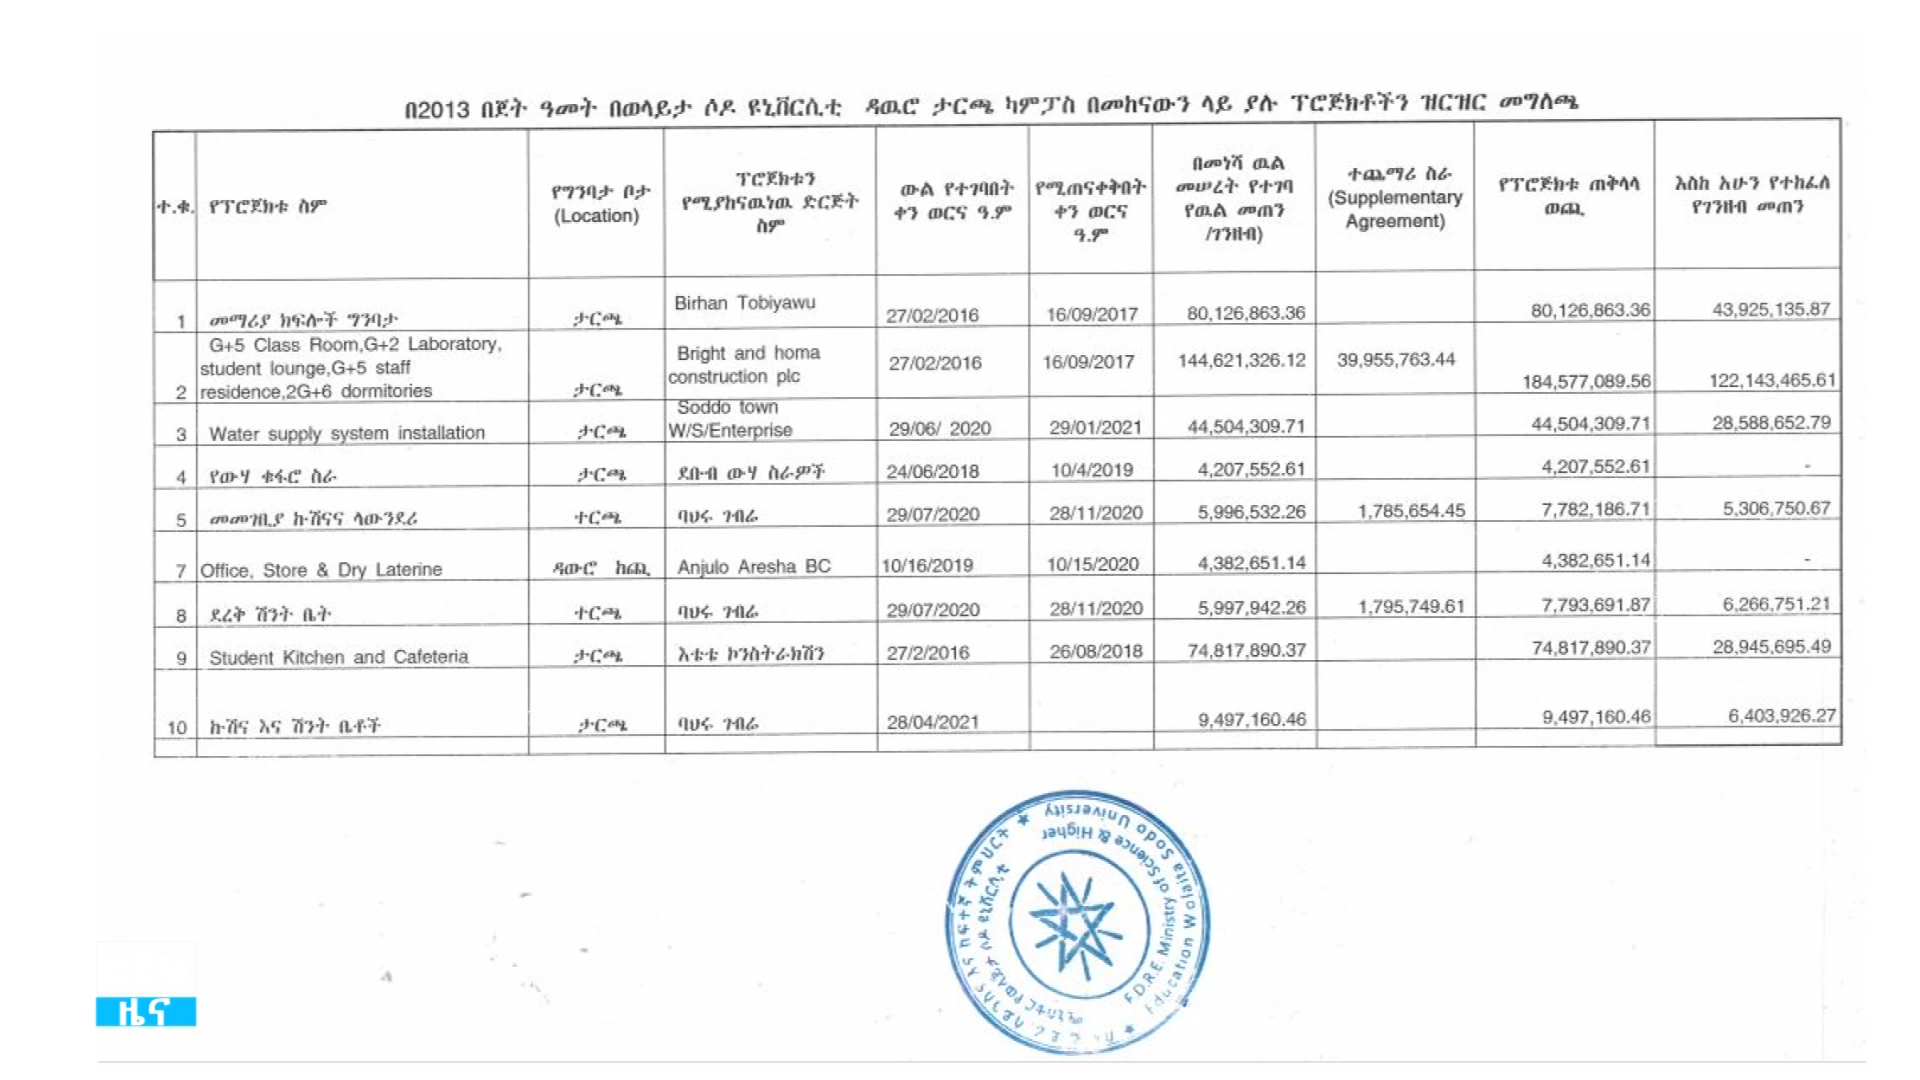 በ2013 በጀት ዓመት በወላይታ ሶዶ ዩኒቨርሲቲ ዳዉሮ ታርጫ ካምፓስ በመከናውን ላይ ያሉ ፕሮጅክቶችን ዝርዝር መግለጫ
ተ.ቁ. የፕሮጀክቱ ስም የግንባታ ቦታ (Location) ፕሮጀክቱን የሚያከናዉነዉ ድርጅት ስም ውል የተገባበት ቀን ወርና ዓ.ም የሚጠናቀቅበት ቀን ወርና ዓ.ም በመነሻ ዉል መሠረት የተገባ የዉል መጠን /ገንዘብ) ተጨማሪ ስራ (Supplementary Agreement) የፕሮጀክቱ ጠቅላላ ወጪ እስከ አሁን የተከፈለ የገንዘብ መጠን
1 መማሪያ ክፍሎች ግንባታ ታርጫ Birhan Tobiyawu 27/02/2016 16/09/2017 80,126,863.36 80,126,863.36 43,925,135.87
2 G+5 Class Room,G+2 Laboratory, student lounge,G+5 staff residence,2G+6 dormitories ታርጫ Bright and homa construction plc 27/02/2016 16/09/2017 144,621,326.12 39,955,763.44 184,577,089.56 122,143,465.61
3 Water supply system installation ታርጫ Soddo town W/S/Enterprise 29/06/ 2020 29/01/2021 44,504,309.71 44,504,309.71 28,588,652.79
4 የውሃ ቁፋሮ ስራ ታርጫ ደቡብ ውሃ ስራዎች 24/06/2018 10/4/2019 4,207,552.61 4,207,552.61 -
5 መመገቢያ ኩሽናና ላውንደሪ ተርጫ ባህሩ ገብሬ 29/07/2020 28/11/2020 5,996,532.26 1,785,654.45 7,782,186.71 5,306,750.67
7 Office, Store & Dry Laterine ዳውሮ ከጪ Anjulo Aresha BC 10/16/2019 10/15/2020 4,382,651.14 4,382,651.14 -
8 ደረቅ ሽንት ቤት ተርጫ ባህሩ ገብሬ 29/07/2020 28/11/2020 5,997,942.26 1,795,749.61 7,793,691.87 6,266,751.21
9 Student Kitchen and Cafeteria ታርጫ እቴቴ ኮንስትራክሽን 27/2/2016 26/08/2018 74,817,890.37 74,817,890.37 28,945,695.49
10 ኩሽና እና ሽንት ቤቶች ታርጫ ባህሩ ገብሬ 28/04/2021 9,497,160.46 9,497,160.46 6,403,926.27
F.D.R.E. Ministry of Science & Higher
Education Wolaita Sodo University
ዜና